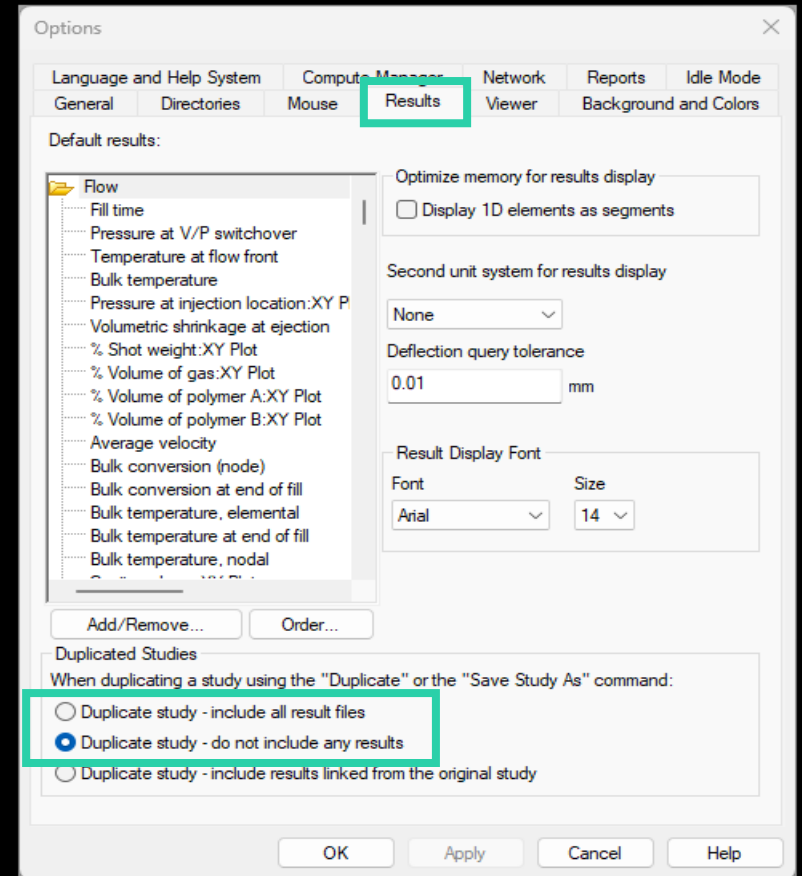 Options
Language and Help System Compute Manager Network Reports Idle Mode
General Directories Mouse Results Viewer Background and Colors
Default results:
Flow
Fill time
Pressure at V/P switchover
Temperature at flow front
Bulk temperature
Pressure at injection location:XY Pl
Volumetric shrinkage at ejection
% Shot weight:XY Plot
% Volume of gas:XY Plot
% Volume of polymer A:XY Plot
% Volume of polymer B:XY Plot
Average velocity
Bulk conversion (node)
Bulk conversion at end of fill
Bulk temperature, elemental
Bulk temperature at end of fill
Bulk temperature, nodal
Add/Remove... Order...
Optimize memory for results display
Display 1D elements as segments
Second unit system for results display
None
Deflection query tolerance
0.01 mm
Result Display Font
Font Size
Arial 14
Duplicated Studies
When duplicating a study using the "Duplicate" or the "Save Study As" command:
Duplicate study - include all result files
Duplicate study - do not include any results
Duplicate study - include results linked from the original study
OK Apply Cancel Help